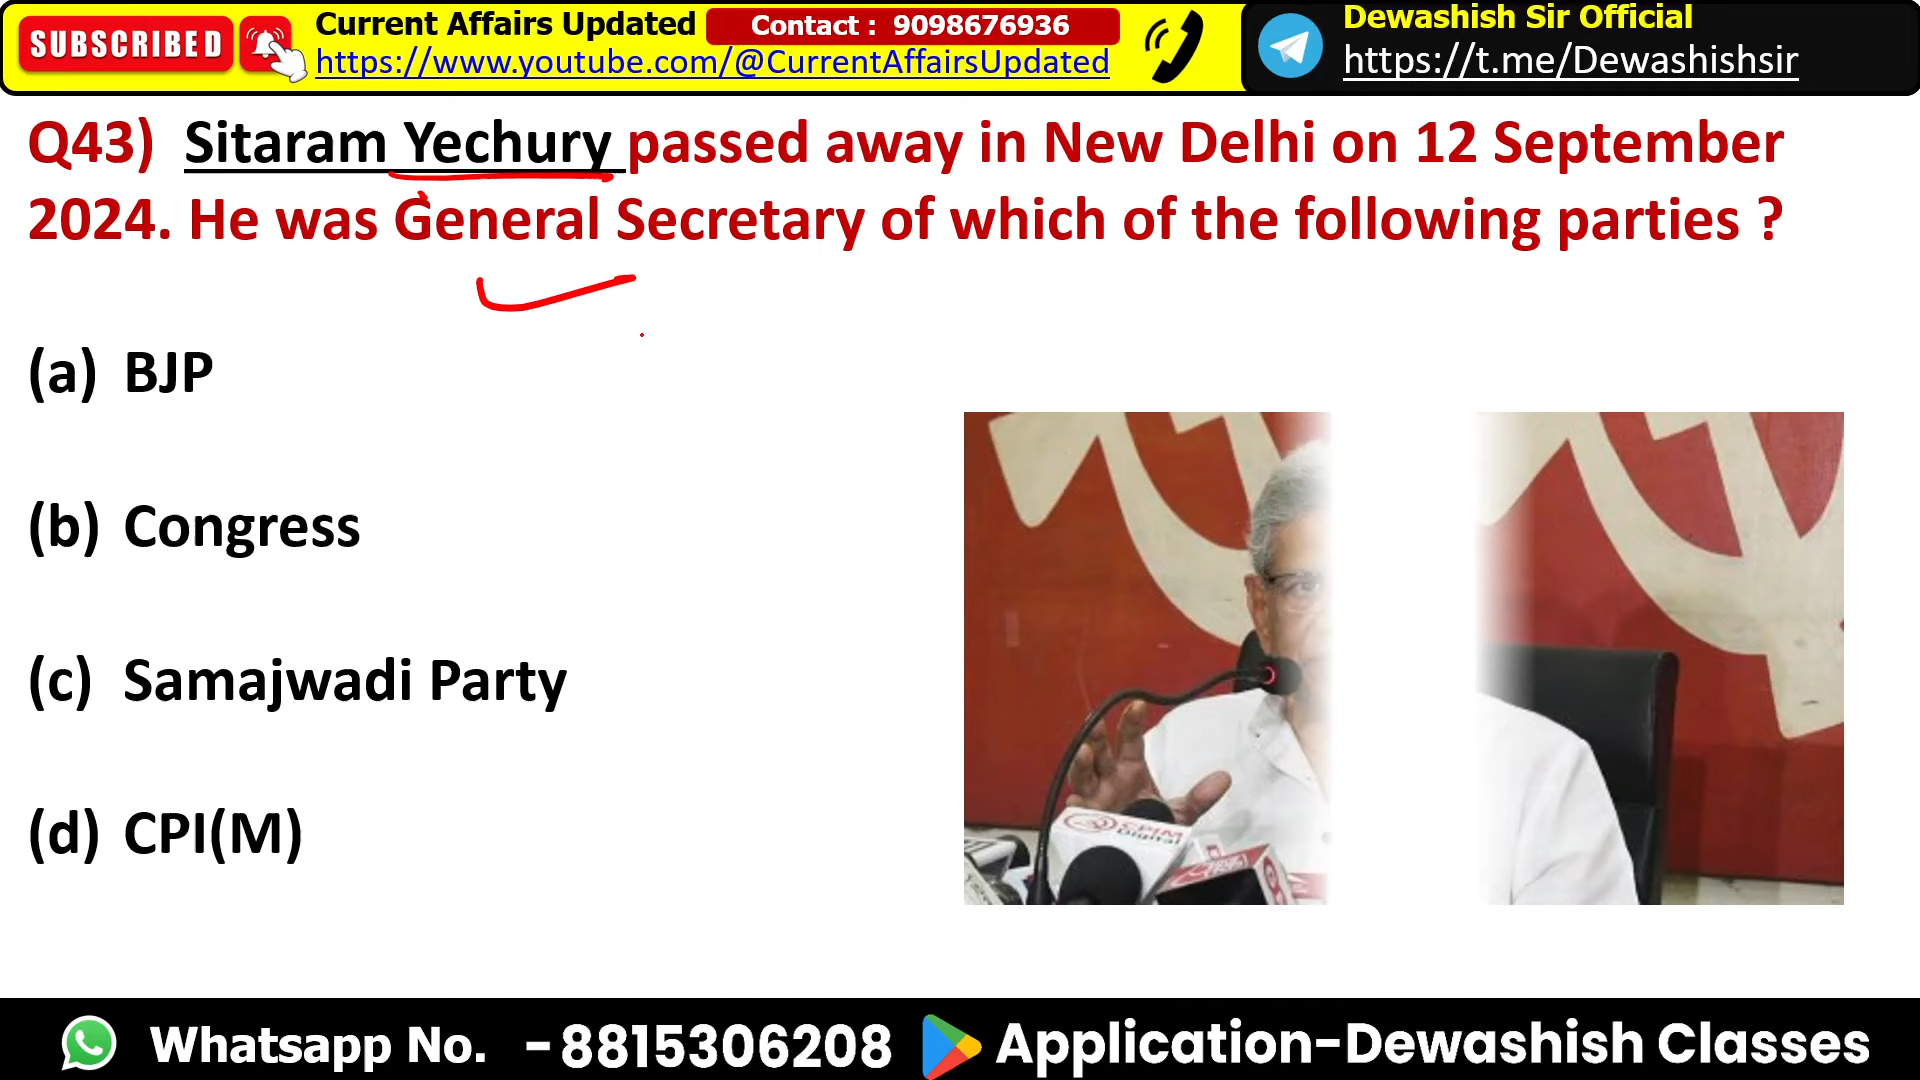 SUBSCRIBED
Current Affairs Updated
Contact : 9098676936
https://www.youtube.com/@CurrentAffairsUpdated
Dewashish Sir Official
https://t.me/Dewashishsir
Q43) Sitaram Yechury passed away in New Delhi on 12 September
2024. He was General Secretary of which of the following parties ?
(a) BJP
(b) Congress
(c) Samajwadi Party
(d) CPI(M)
CPIM
Digital
Whatsapp No. -8815306208
Application-Dewashish Classes